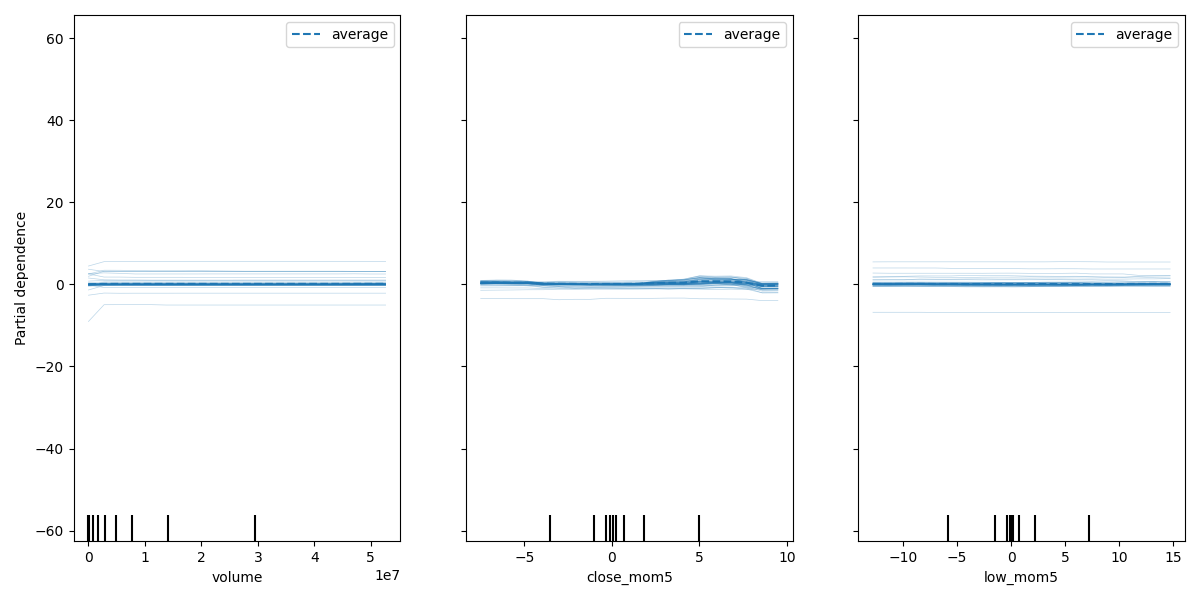 average
average
average
60
40
20
0
−20
−40
−60
Partial dependence
0 1 2 3 4 5
1e7
volume
−5 0 5 10
close_mom5
−10 −5 0 5 10 15
low_mom5